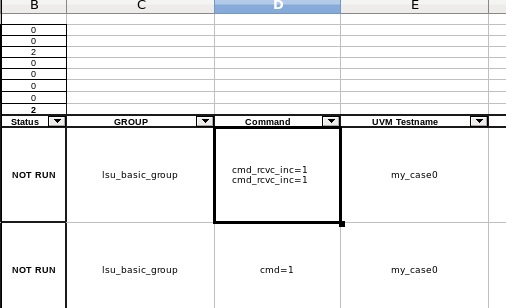 B C D E
0
0
2
0
0
0
0
2
Status GROUP Command UVM Testname
NOT RUN lsu_basic_group cmd_rcvc_inc=1 my_case0
cmd_rcvc_inc=1
NOT RUN lsu_basic_group cmd=1 my_case0